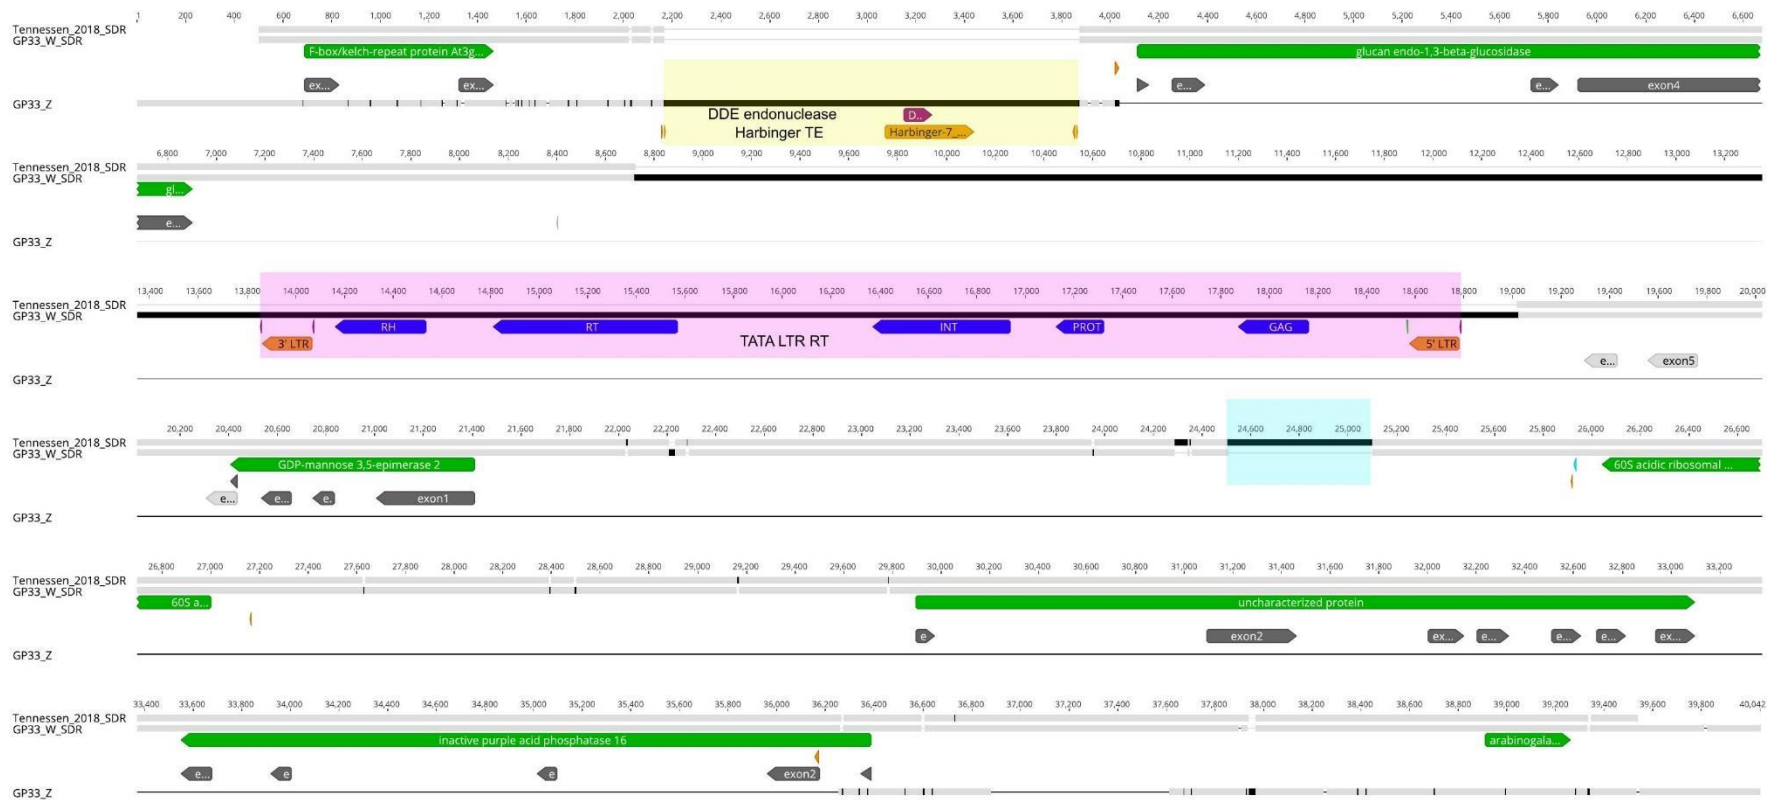 1 200 400 600 800 1,000 1,200 1,400 1,600 1,800 2,000 2,200 2,400 2,600 2,800 3,000 3,200 3,400 3,600 3,800 4,000 4,200 4,400 4,600 4,800 5,000 5,200 5,400 5,600 5,800 6,000 6,200 6,400 6,600
Tennessen_2018_SDR
GP33_W_SDR
F-box/kelch-repeat protein At3g... glucan endo-1,3-beta-glucosidase
ex... ex... e... e... exon4
GP33_Z
DDE endonuclease D..
Harbinger TE Harbinger-7_...
6,800 7,000 7,200 7,400 7,600 7,800 8,000 8,200 8,400 8,600 8,800 9,000 9,200 9,400 9,600 9,800 10,000 10,200 10,400 10,600 10,800 11,000 11,200 11,400 11,600 11,800 12,000 12,200 12,400 12,600 12,800 13,000 13,200
Tennessen_2018_SDR
GP33_W_SDR
gl...
e...
GP33_Z
13,400 13,600 13,800 14,000 14,200 14,400 14,600 14,800 15,000 15,200 15,400 15,600 15,800 16,000 16,200 16,400 16,600 16,800 17,000 17,200 17,400 17,600 17,800 18,000 18,200 18,400 18,600 18,800 19,000 19,200 19,400 19,600 19,800 20,000
Tennessen_2018_SDR
GP33_W_SDR
RH RT INT PROT GAG
3' LTR TATA LTR RT 5' LTR
e... exon5
GP33_Z
20,200 20,400 20,600 20,800 21,000 21,200 21,400 21,600 21,800 22,000 22,200 22,400 22,600 22,800 23,000 23,200 23,400 23,600 23,800 24,000 24,200 24,400 24,600 24,800 25,000 25,200 25,400 25,600 25,800 26,000 26,200 26,400 26,600
Tennessen_2018_SDR
GP33_W_SDR
GDP-mannose 3,5-epimerase 2 60S acidic ribosomal ...
e... e... e. exon1
GP33_Z
26,800 27,000 27,200 27,400 27,600 27,800 28,000 28,200 28,400 28,600 28,800 29,000 29,200 29,400 29,600 29,800 30,000 30,200 30,400 30,600 30,800 31,000 31,200 31,400 31,600 31,800 32,000 32,200 32,400 32,600 32,800 33,000 33,200
Tennessen_2018_SDR
GP33_W_SDR
60S a... uncharacterized protein
e exon2 ex... e... e... e... ex...
GP33_Z
33,400 33,600 33,800 34,000 34,200 34,400 34,600 34,800 35,000 35,200 35,400 35,600 35,800 36,000 36,200 36,400 36,600 36,800 37,000 37,200 37,400 37,600 37,800 38,000 38,200 38,400 38,600 38,800 39,000 39,200 39,400 39,600 39,800 40,042
Tennessen_2018_SDR
GP33_W_SDR
inactive purple acid phosphatase 16 arabinogala...
e... e e exon2
GP33_Z